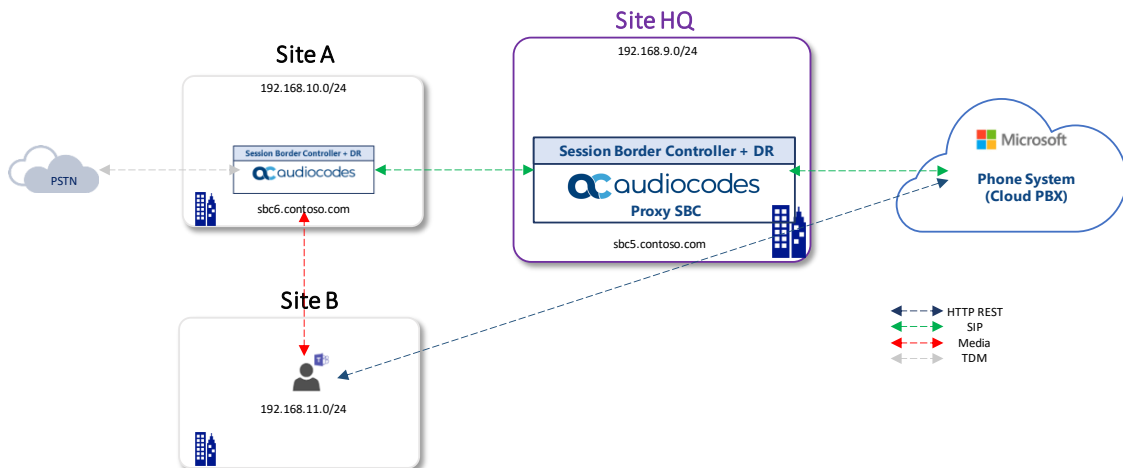 Site HQ
192.168.9.0/24
Site A
192.168.10.0/24
PSTN
Session Border Controller + DR
audiocodes
sbc6.contoso.com
Session Border Controller + DR
audiocodes
Proxy SBC
sbc5.contoso.com
Microsoft
Phone System
(Cloud PBX)
Site B
192.168.11.0/24
HTTP REST
SIP
Media
TDM